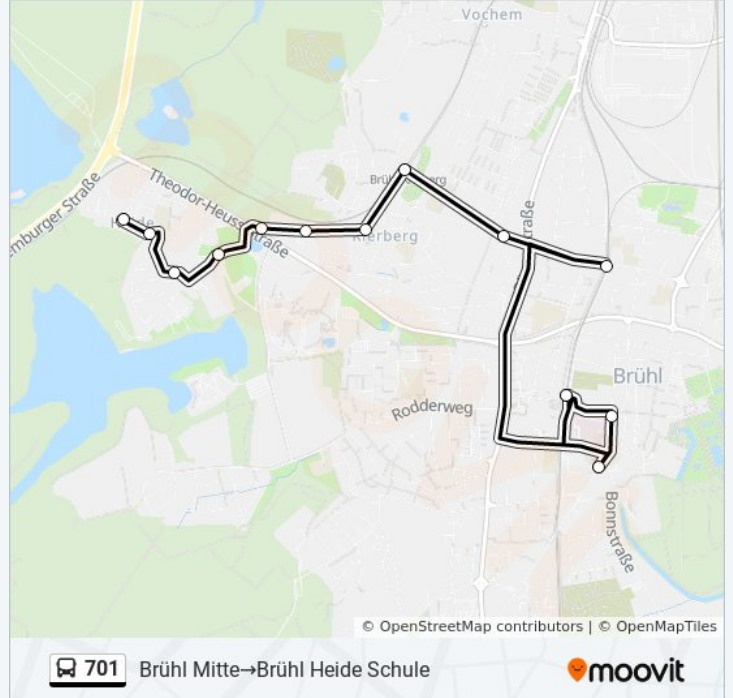 Vochem
Theodor-Heuss-Straße
Kierberg
Brühl
Rodderweg
Bonnstraße
© OpenStreetMap contributors | © OpenMapTiles
701 Brühl Mitte→Brühl Heide Schule
moovit